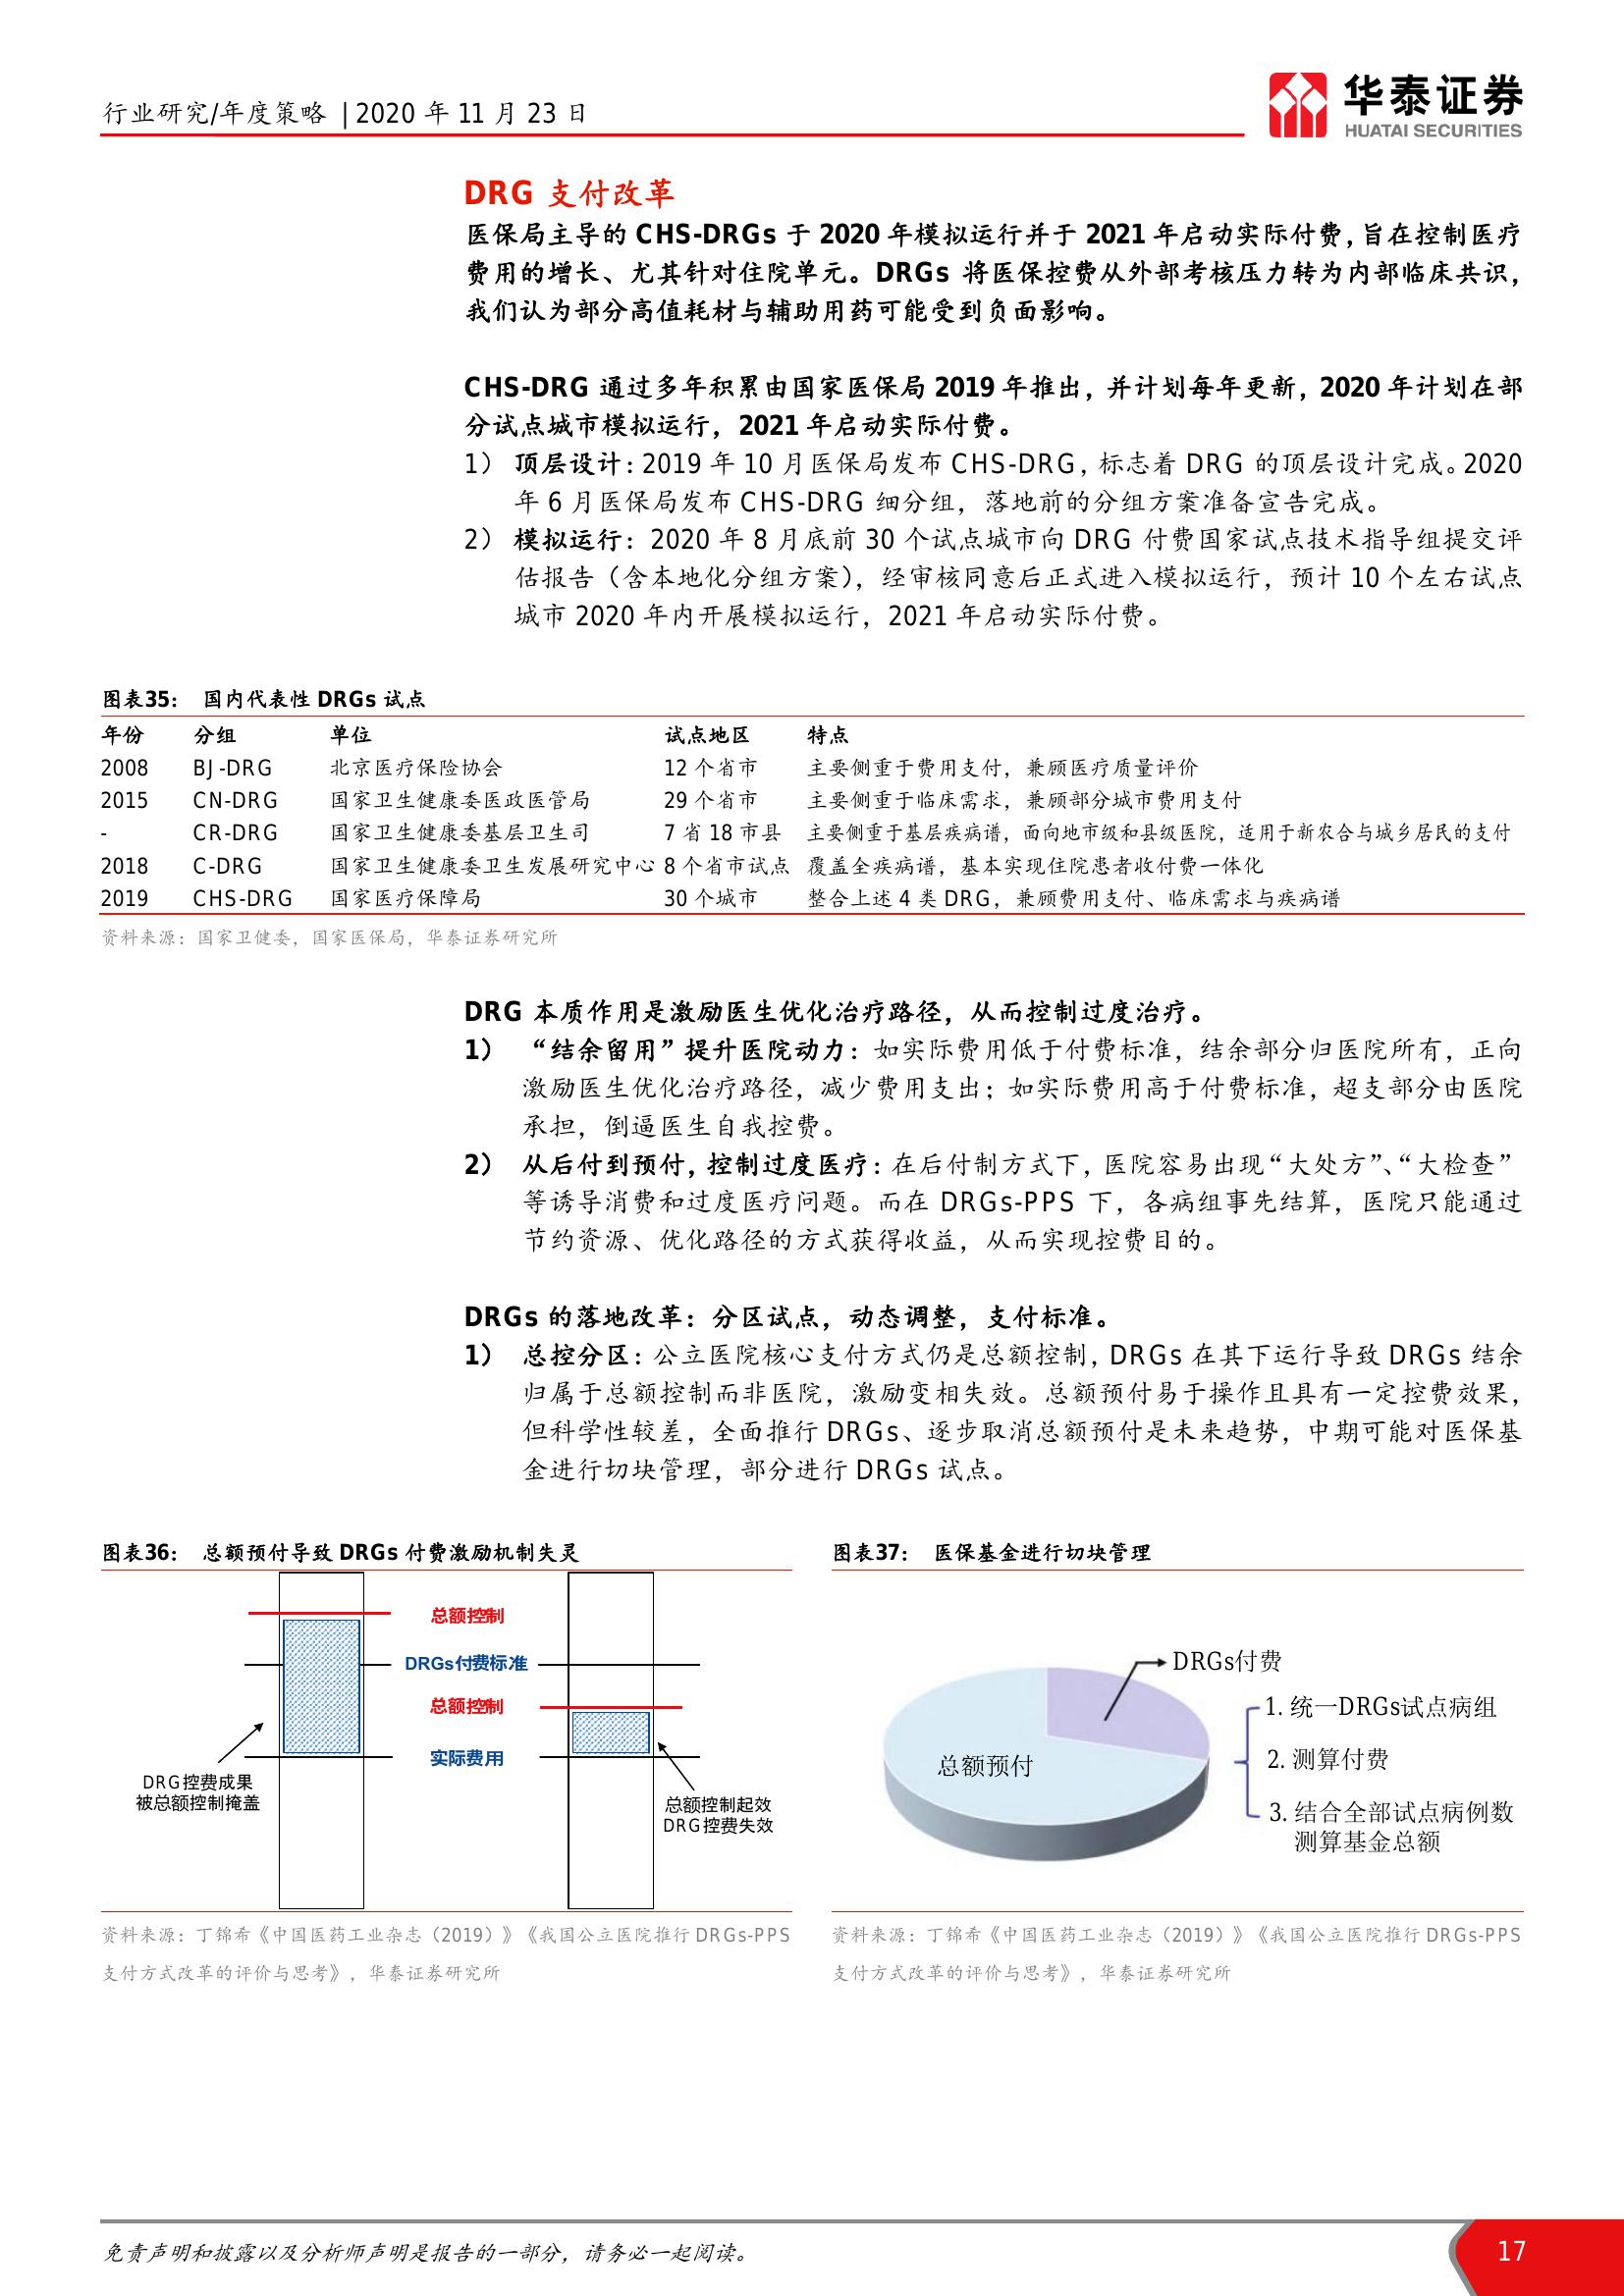 行业研究/年度策略 | 2020 年 11 月 23 日
华泰证券
HUATAI SECURITIES
DRG 支付改革
医保局主导的 CHS-DRGs 于 2020 年模拟运行并于 2021 年启动实际付费，旨在控制医疗
费用的增长、尤其针对住院单元。DRGs 将医保控费从外部考核压力转为内部临床共识，
我们认为部分高值耗材与辅助用药可能受到负面影响。
CHS-DRG 通过多年积累由国家医保局 2019 年推出，并计划每年更新，2020 年计划在部
分试点城市模拟运行，2021 年启动实际付费。
1） 顶层设计：2019 年 10 月医保局发布 CHS-DRG，标志着 DRG 的顶层设计完成。2020
年 6 月医保局发布 CHS-DRG 细分组，落地前的分组方案准备宣告完成。
2） 模拟运行：2020 年 8 月底前 30 个试点城市向 DRG 付费国家试点技术指导组提交评
估报告（含本地化分组方案），经审核同意后正式进入模拟运行，预计 10 个左右试点
城市 2020 年内开展模拟运行，2021 年启动实际付费。
图表35： 国内代表性 DRGs 试点
年份 分组 单位 试点地区 特点
2008 BJ-DRG 北京医疗保险协会 12 个省市 主要侧重于费用支付，兼顾医疗质量评价
2015 CN-DRG 国家卫生健康委医政医管局 29 个省市 主要侧重于临床需求，兼顾部分城市费用支付
- CR-DRG 国家卫生健康委基层卫生司 7 省 18 市县 主要侧重于基层疾病谱，面向地市级和县级医院，适用于新农合与城乡居民的支付
2018 C-DRG 国家卫生健康委卫生发展研究中心 8 个省市试点 覆盖全疾病谱，基本实现住院患者收付费一体化
2019 CHS-DRG 国家医疗保障局 30 个城市 整合上述 4 类 DRG，兼顾费用支付、临床需求与疾病谱
资料来源：国家卫健委，国家医保局，华泰证券研究所
DRG 本质作用是激励医生优化治疗路径，从而控制过度治疗。
1） “结余留用”提升医院动力：如实际费用低于付费标准，结余部分归医院所有，正向
激励医生优化治疗路径，减少费用支出；如实际费用高于付费标准，超支部分由医院
承担，倒逼医生自我控费。
2） 从后付到预付，控制过度医疗：在后付制方式下，医院容易出现“大处方”、“大检查”
等诱导消费和过度医疗问题。而在 DRGs-PPS 下，各病组事先结算，医院只能通过
节约资源、优化路径的方式获得收益，从而实现控费目的。
DRGs 的落地改革：分区试点，动态调整，支付标准。
1） 总控分区：公立医院核心支付方式仍是总额控制，DRGs 在其下运行导致 DRGs 结余
归属于总额控制而非医院，激励变相失效。总额预付易于操作且具有一定控费效果，
但科学性较差，全面推行 DRGs、逐步取消总额预付是未来趋势，中期可能对医保基
金进行切块管理，部分进行 DRGs 试点。
图表36： 总额预付导致 DRGs 付费激励机制失灵
总额控制
DRGs付费标准
总额控制
实际费用
DRG控费成果
被总额控制掩盖
总额控制起效
DRG控费失效
资料来源：丁锦希《中国医药工业杂志（2019）》《我国公立医院推行 DRGs-PPS
支付方式改革的评价与思考》，华泰证券研究所
图表37： 医保基金进行切块管理
DRGs付费
总额预付
1. 统一DRGs试点病组
2. 测算付费
3. 结合全部试点病例数
测算基金总额
资料来源：丁锦希《中国医药工业杂志（2019）》《我国公立医院推行 DRGs-PPS
支付方式改革的评价与思考》，华泰证券研究所
免责声明和披露以及分析师声明是报告的一部分，请务必一起阅读。
17